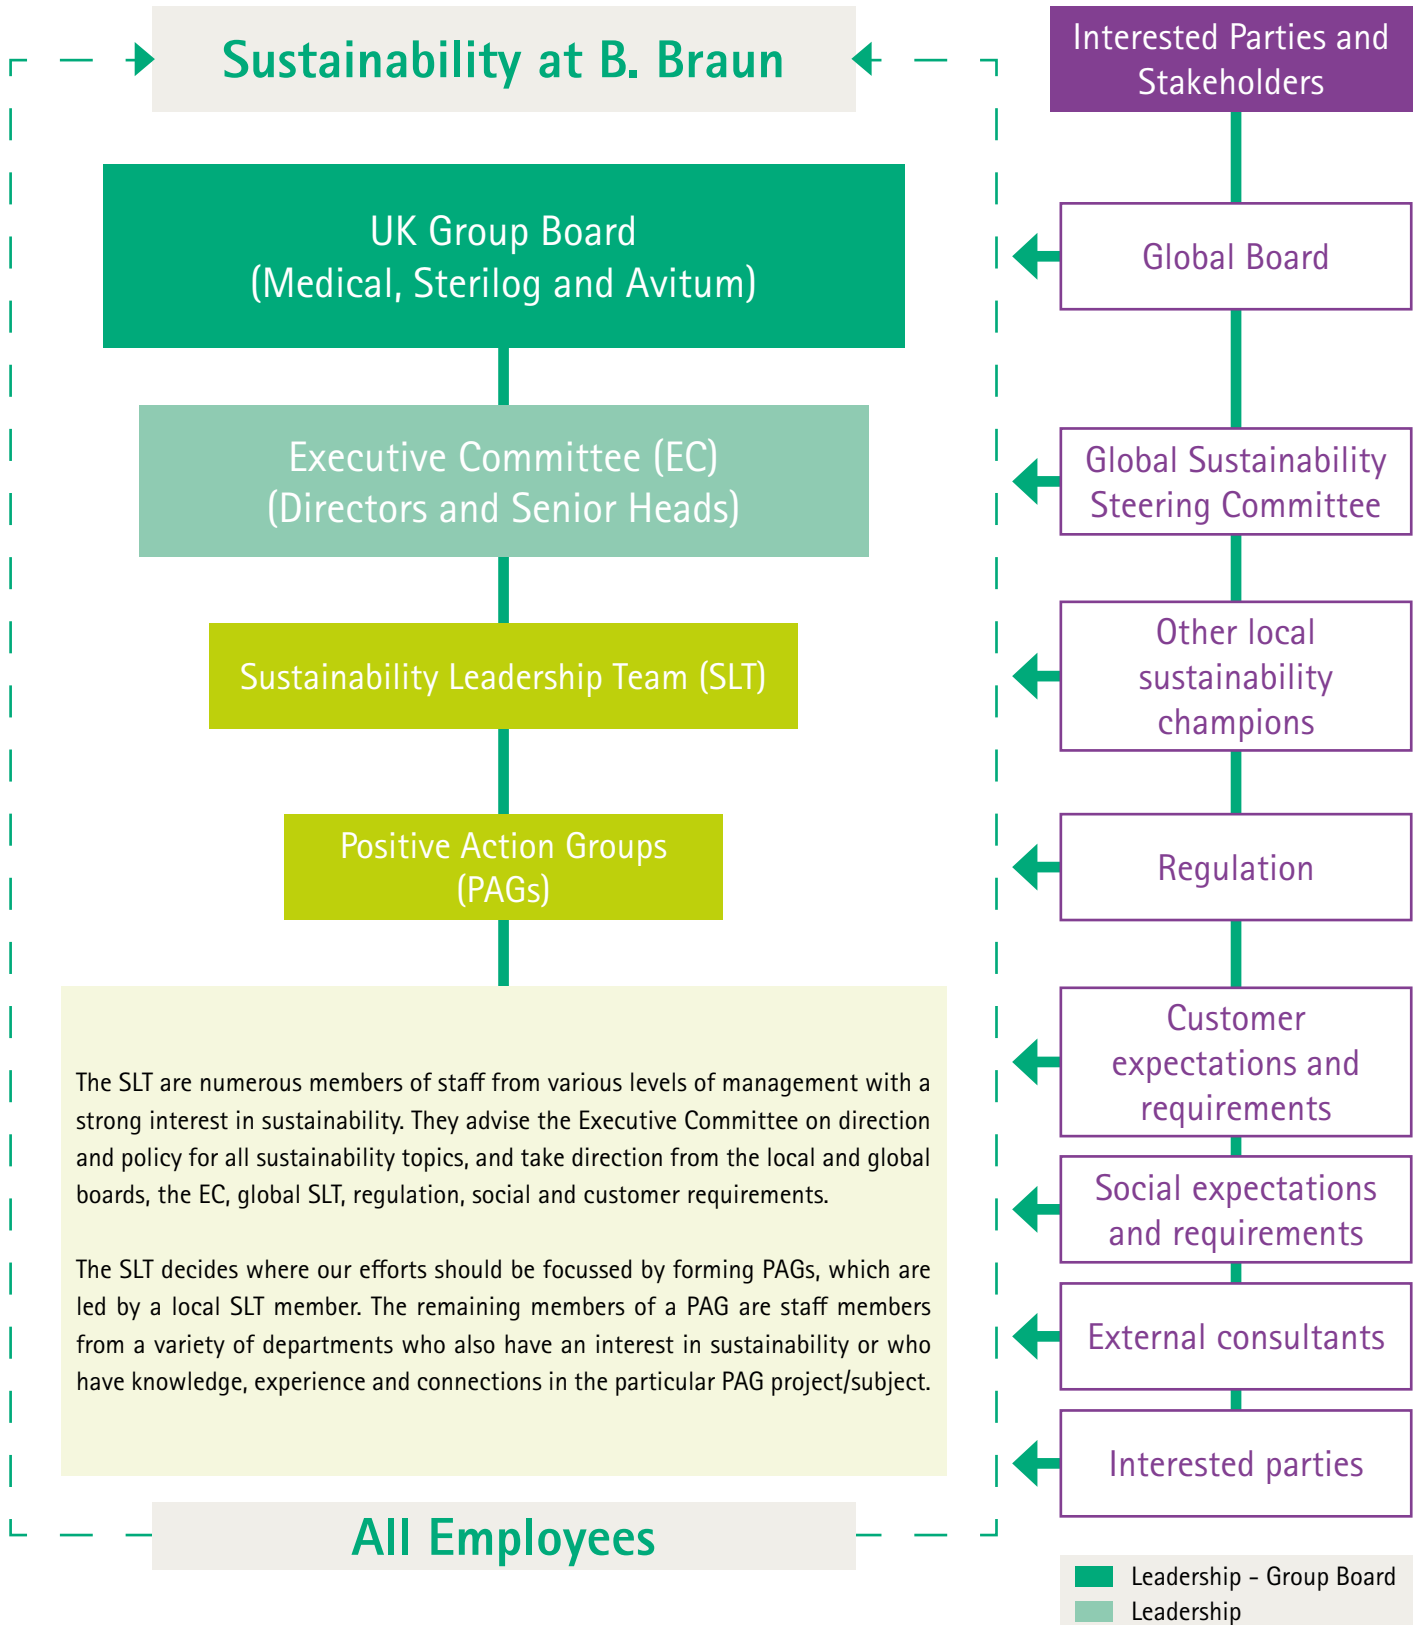 Sustainability at B. Braun
UK Group Board
(Medical, Sterilog and Avitum)
Executive Committee (EC)
(Directors and Senior Heads)
Sustainability Leadership Team (SLT)
Positive Action Groups
(PAGs)
The SLT are numerous members of staff from various levels of management with a
strong interest in sustainability. They advise the Executive Committee on direction
and policy for all sustainability topics, and take direction from the local and global
boards, the EC, global SLT, regulation, social and customer requirements.
The SLT decides where our efforts should be focussed by forming PAGs, which are
led by a local SLT member. The remaining members of a PAG are staff members
from a variety of departments who also have an interest in sustainability or who
have knowledge, experience and connections in the particular PAG project/subject.
All Employees
Interested Parties and
Stakeholders
Global Board
Global Sustainability
Steering Committee
Other local
sustainability
champions
Regulation
Customer
expectations and
requirements
Social expectations
and requirements
External consultants
Interested parties
Leadership - Group Board
Leadership